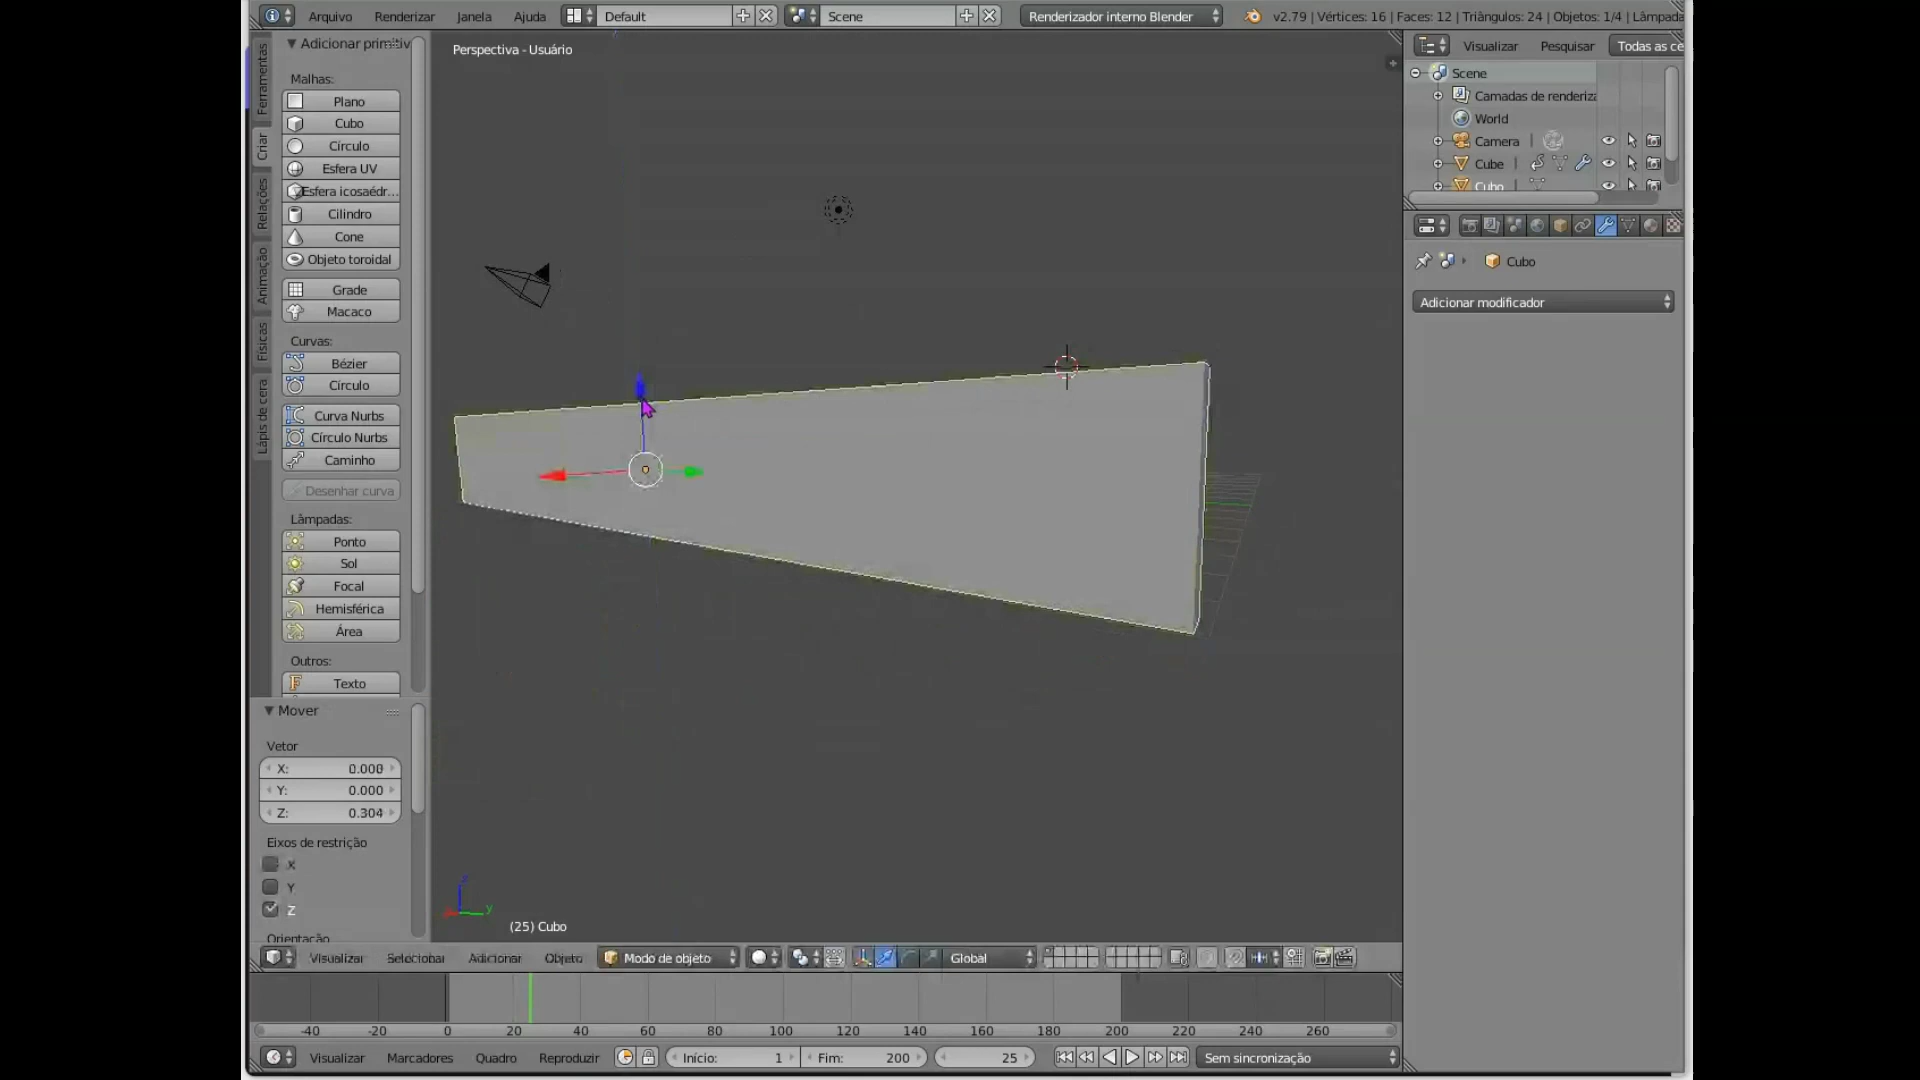 Arquivo Renderizar Janela Ajuda Default Scene Renderizador interno Blender v2.79 | Vértices: 16 | Faces: 12 | Triângulos: 24 | Objetos: 1/4 | Lâmpada
Ferramentas
Criar
Relações
Animação
Físicas
Lápis de cera
Adicionar primitiv
Malhas:
Plano
Cubo
Círculo
Esfera UV
Esfera icosaédr...
Cilindro
Cone
Objeto toroidal
Grade
Macaco
Curvas:
Bézier
Círculo
Curva Nurbs
Círculo Nurbs
Caminho
Desenhar curva
Lâmpadas:
Ponto
Sol
Focal
Hemisférica
Área
Outros:
Texto
Mover
Vetor
X: 0.000
Y: 0.000
Z: 0.304
Eixos de restrição
X
Y
Z
Orientação
Perspectiva - Usuário
z
y
(25) Cubo
Visualizar Pesquisar Todas as ce
Scene
Camadas de renderiza
World
Camera
Cube
Cubo
Cubo
Adicionar modificador
Visualizar Selecionar Adicionar Objeto Modo de objeto Global
-40 -20 0 20 40 60 80 100 120 140 160 180 200 220 240 260
Visualizar Marcadores Quadro Reproduzir Início: 1 Fim: 200 25 Sem sincronização